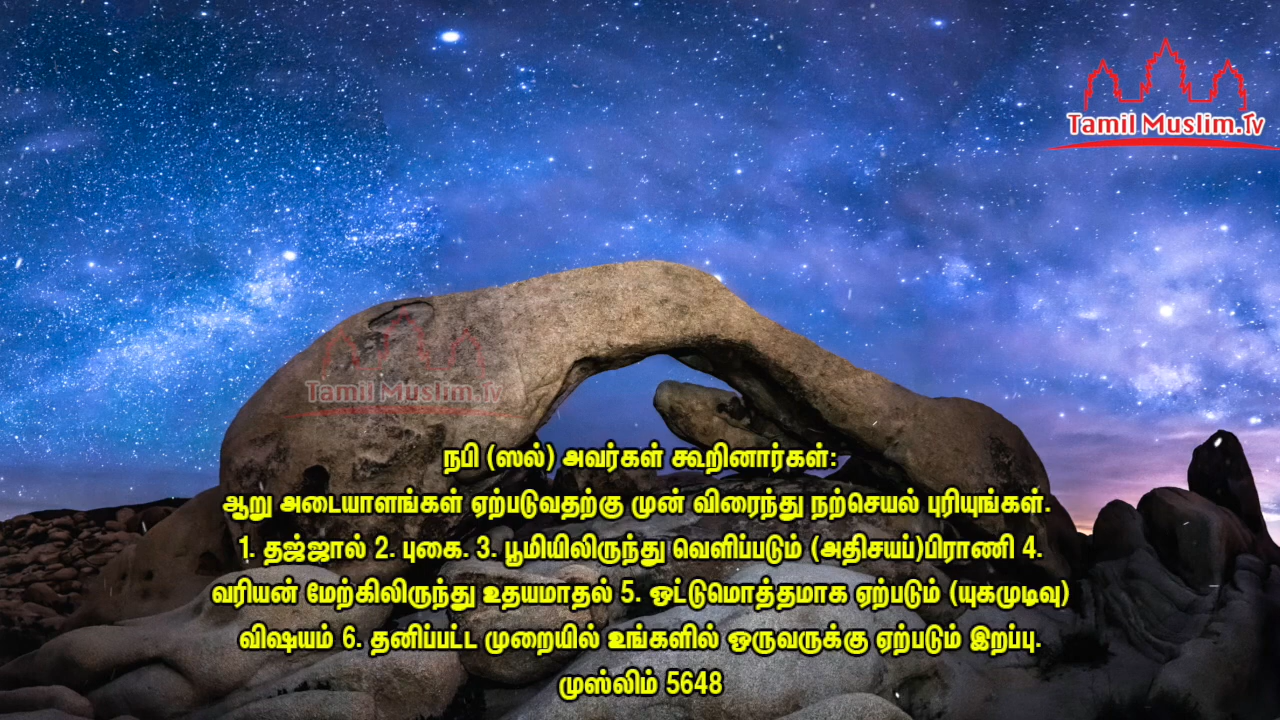 Tamil Muslim.Tv
Tamil Muslim.Tv
நபி (ஸல்) அவர்கள் கூறினார்கள்:
ஆறு அடையாளங்கள் ஏற்படுவதற்கு முன் விரைந்து நற்செயல் புரியுங்கள்.
1. தஜ்ஜால் 2. புகை. 3. பூமியிலிருந்து வெளிப்படும் (அதிசயப்)பிராணி 4.
வரியன் மேற்கிலிருந்து உதயமாதல் 5. ஒட்டுமொத்தமாக ஏற்படும் (யுகமுடிவு)
விஷயம் 6. தனிப்பட்ட முறையில் உங்களில் ஒருவருக்கு ஏற்படும் இறப்பு.
முஸ்லிம் 5648